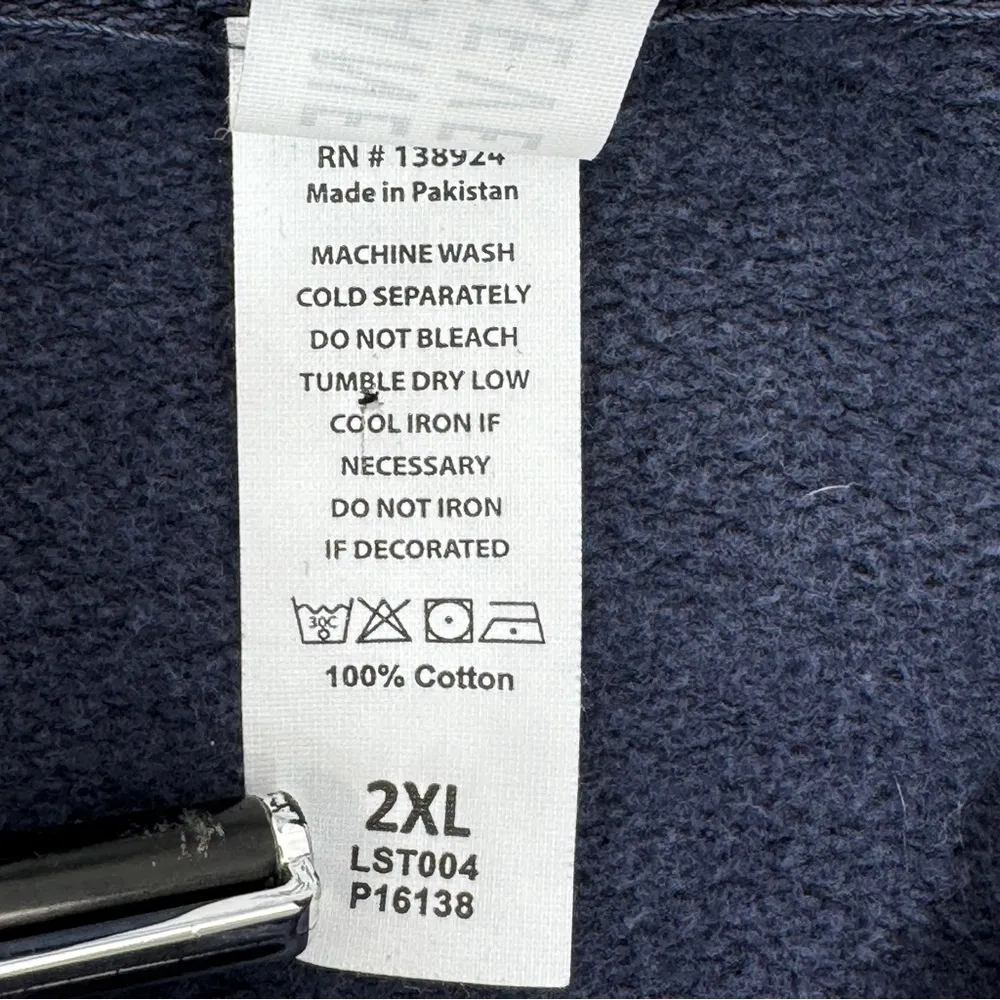 RN # 138924
Made in Pakistan
MACHINE WASH
COLD SEPARATELY
DO NOT BLEACH
TUMBLE DRY LOW
COOL IRON IF
NECESSARY
DO NOT IRON
IF DECORATED
30C
100% Cotton
2XL
LST004
P16138